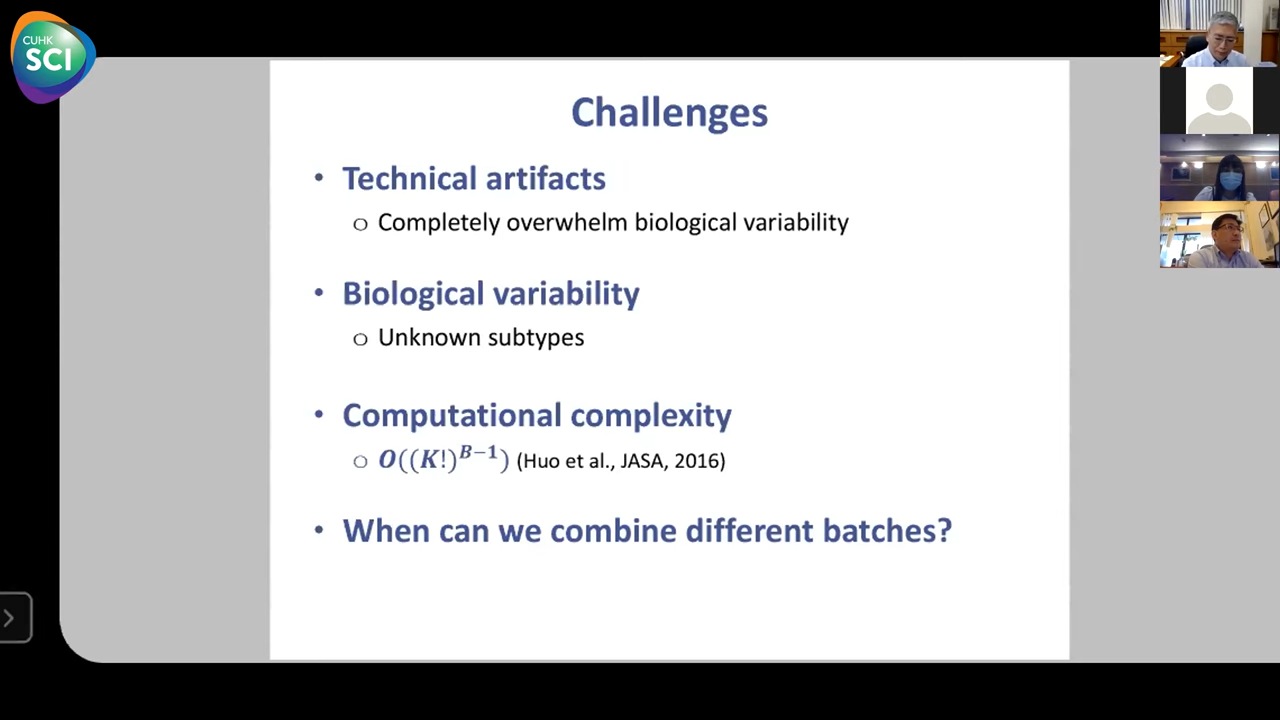 CUHK
SCI
Challenges
• Technical artifacts
o Completely overwhelm biological variability
• Biological variability
o Unknown subtypes
• Computational complexity
o O((K!)^{B−1}) (Huo et al., JASA, 2016)
• When can we combine different batches?